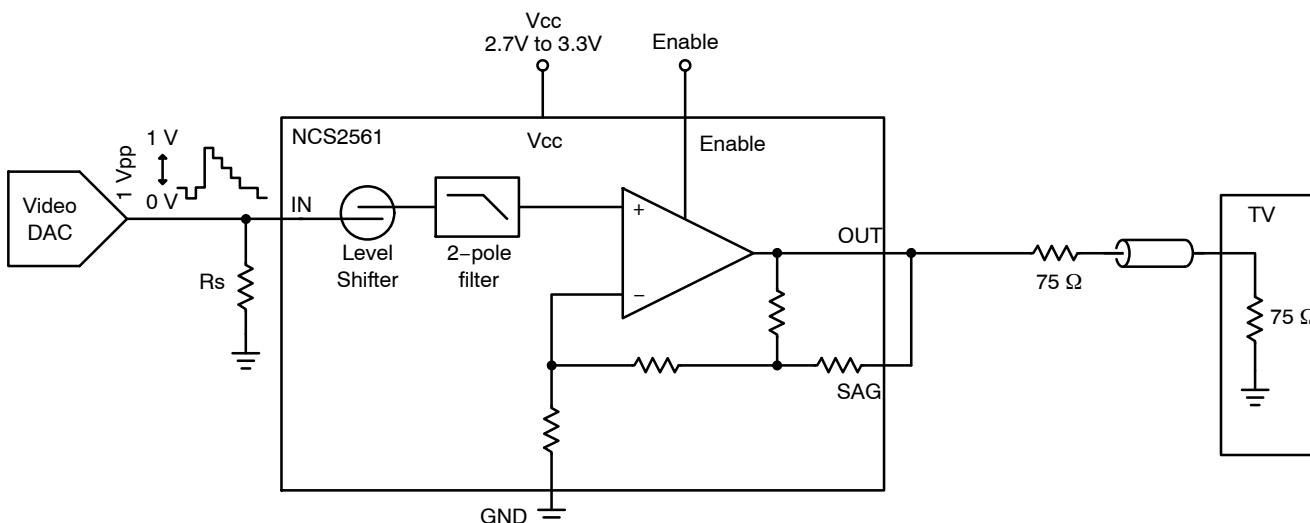 Vcc
2.7V to 3.3V
Enable
NCS2561
Vcc
Enable
1 Vpp
1 V
0 V
Video
DAC
IN
Level
Shifter
2−pole
filter
+
−
OUT
TV
Rs
75 Ω
75 Ω
SAG
GND